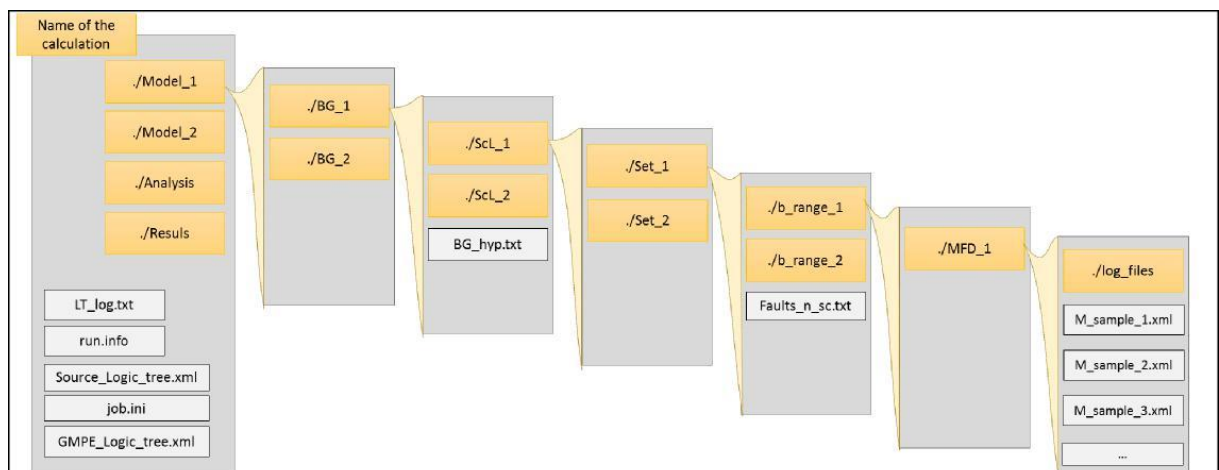 Name of the
calculation
./Model_1
./Model_2
./Analysis
./Resuls
LT_log.txt
run.info
Source_Logic_tree.xml
job.ini
GMPE_Logic_tree.xml
./BG_1
./BG_2
./ScL_1
./ScL_2
BG_hyp.txt
./Set_1
./Set_2
./b_range_1
./b_range_2
Faults_n_sc.txt
./MFD_1
./log_files
M_sample_1.xml
M_sample_2.xml
M_sample_3.xml
...